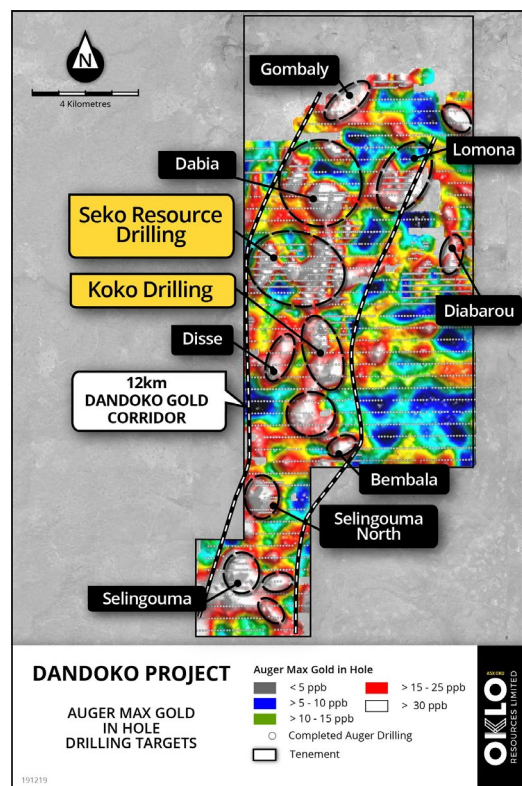 N
4 Kilometres
Gombaly
Lomona
Dabia
Seko Resource
Drilling
Koko Drilling
Diabarou
Disse
12km
DANDOKO GOLD
CORRIDOR
Bembala
Selingouma
North
Selingouma
DANDOKO PROJECT
AUGER MAX GOLD
IN HOLE
DRILLING TARGETS
Auger Max Gold in Hole
< 5 ppb
> 5 - 10 ppb
> 10 - 15 ppb
> 15 - 25 ppb
> 30 ppb
Completed Auger Drilling
Tenement
ASX OKU
OKLO
RESOURCES LIMITED
191219